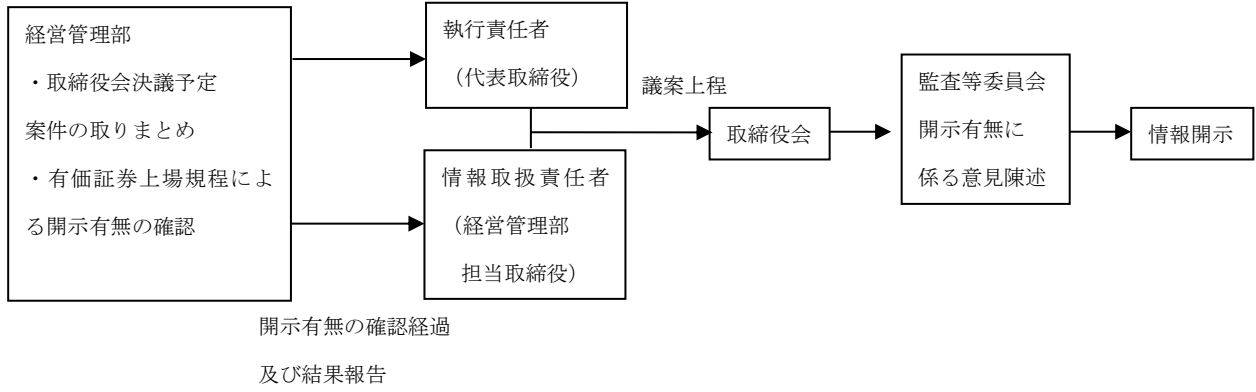 経営管理部
・取締役会決議予定
案件の取りまとめ
・有価証券上場規程によ
る開示有無の確認
執行責任者
（代表取締役）
情報取扱責任者
（経営管理部
担当取締役）
開示有無の確認経過
及び結果報告
議案上程
取締役会
監査等委員会
開示有無に
係る意見陳述
情報開示